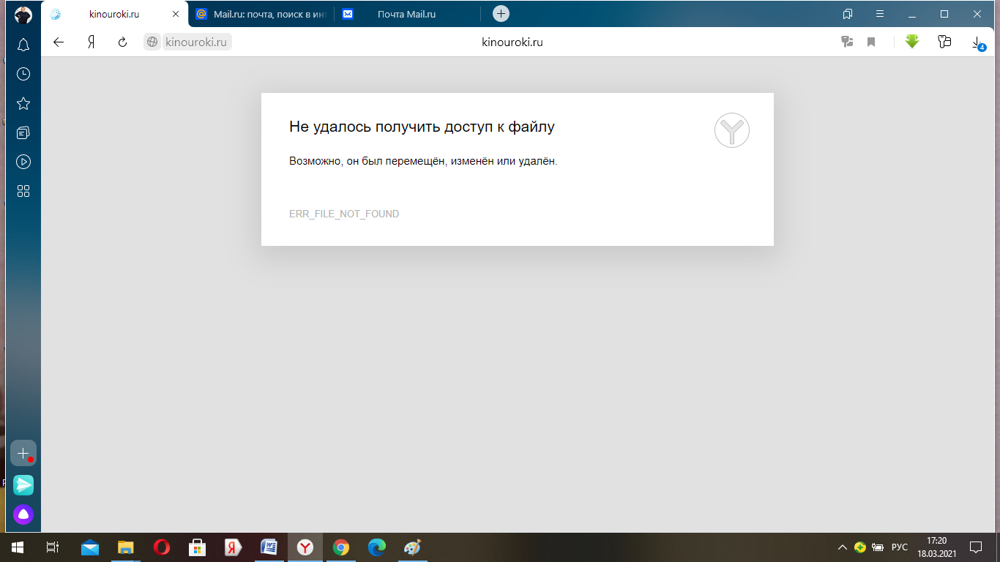 kinouroki.ru
Mail.ru: почта, поиск в инт
Почта Mail.ru
Я
kinouroki.ru
kinouroki.ru
4
Не удалось получить доступ к файлу
Возможно, он был перемещён, изменён или удалён.
ERR_FILE_NOT_FOUND
РУС
17:20
18.03.2021